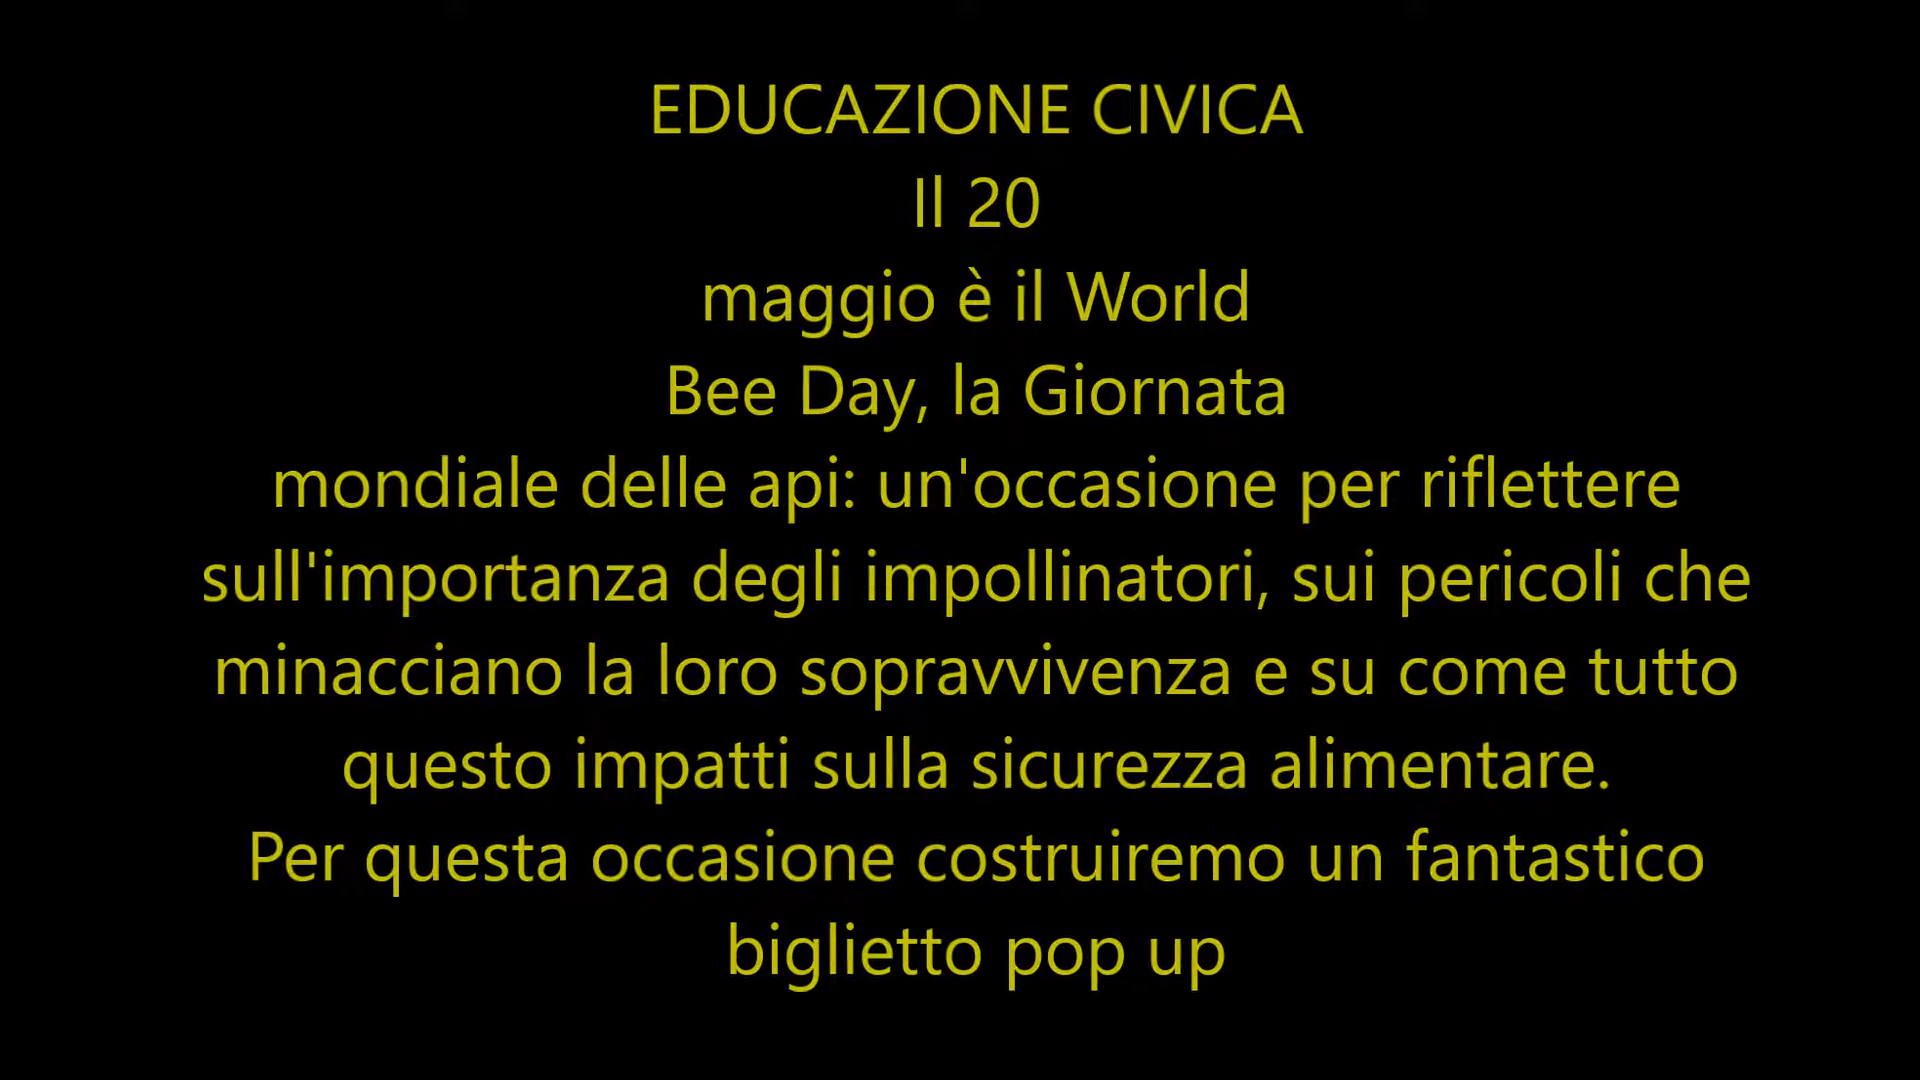 EDUCAZIONE CIVICA
Il 20
maggio è il World
Bee Day, la Giornata
mondiale delle api: un'occasione per riflettere
sull'importanza degli impollinatori, sui pericoli che
minacciano la loro sopravvivenza e su come tutto
questo impatti sulla sicurezza alimentare.
Per questa occasione costruiremo un fantastico
biglietto pop up